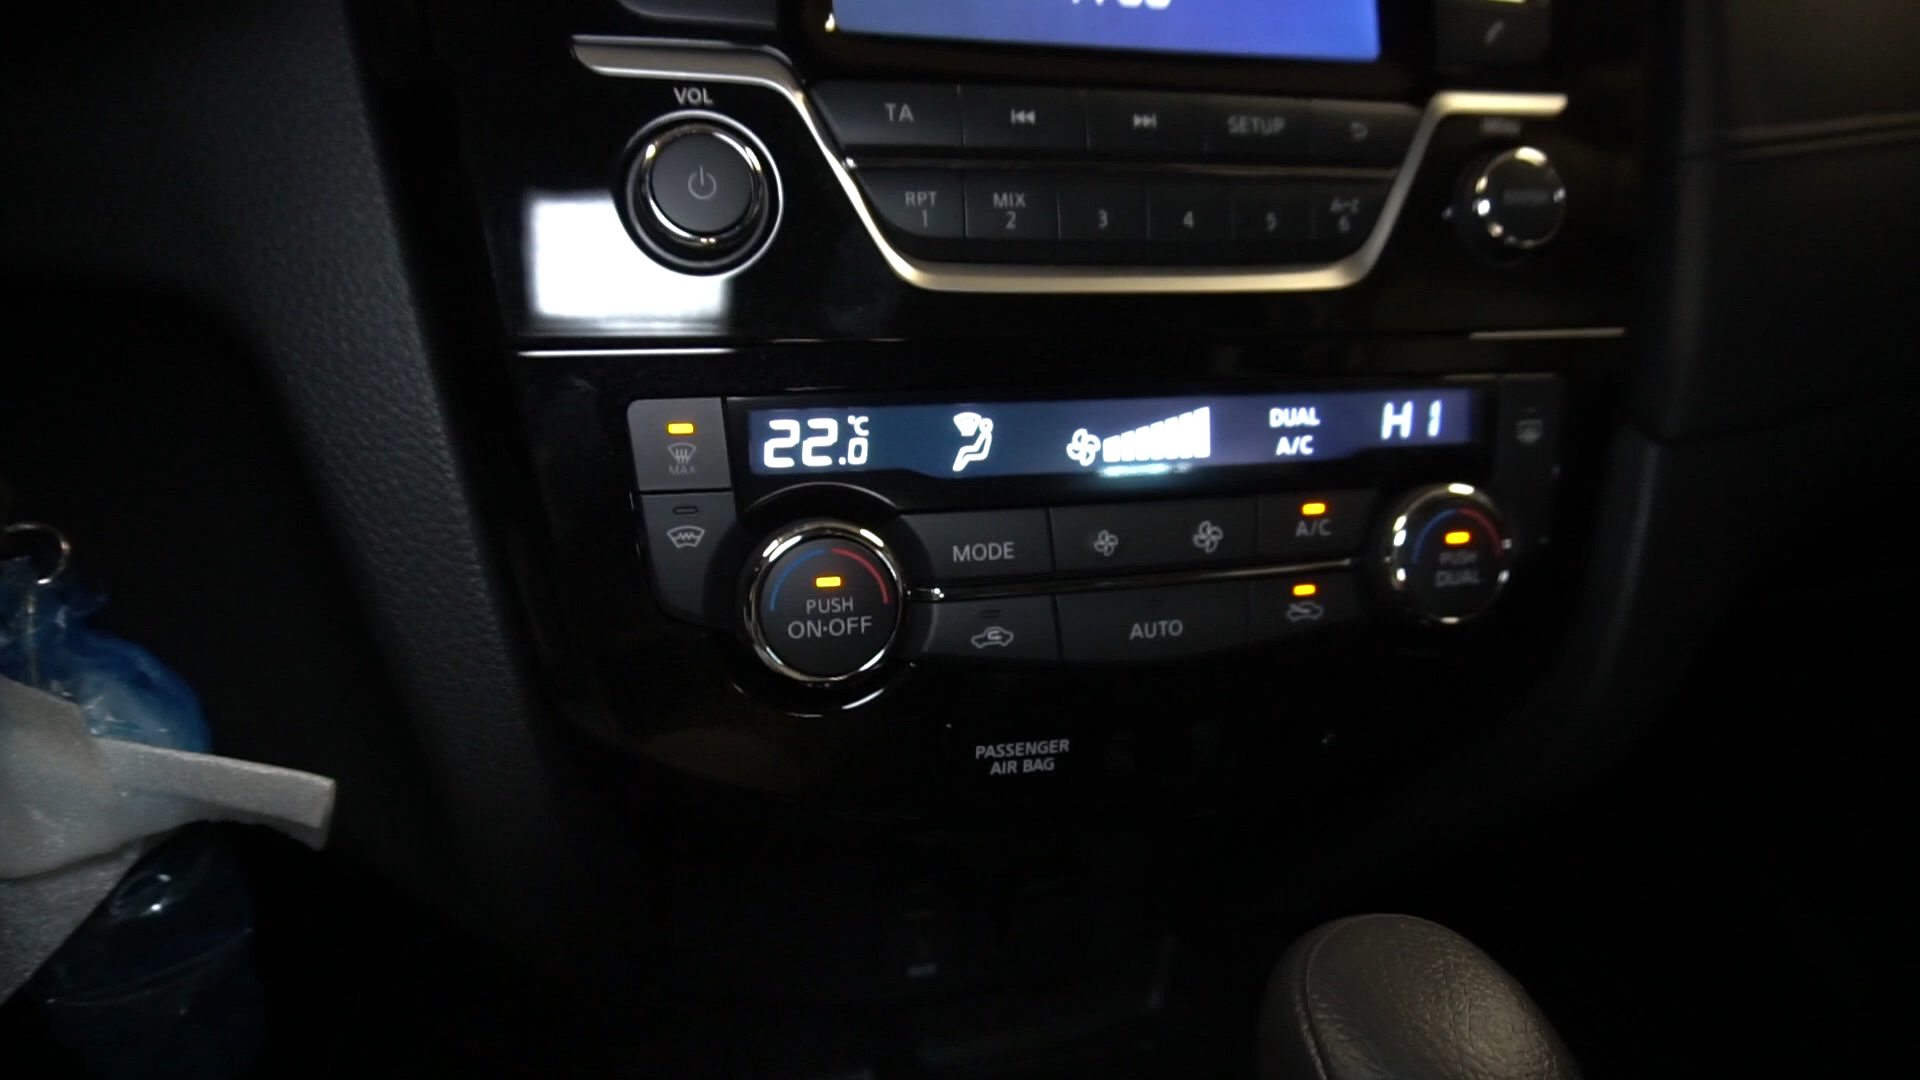 VOL
TA
SETUP
RPT
1
MIX
2
3
4
5
A-Z
6
22.0 °C
DUAL
A/C
HI
MAX
MODE
A/C
PUSH
ON·OFF
PUSH
DUAL
AUTO
PASSENGER
AIR BAG